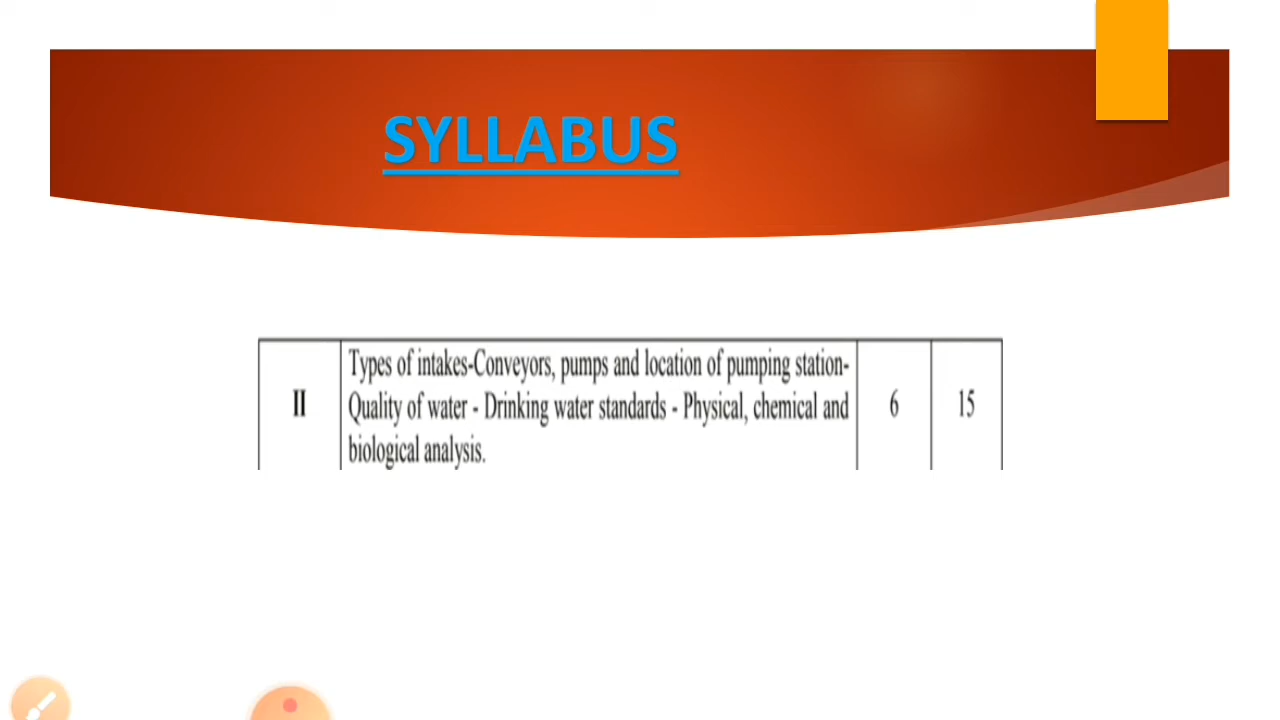 SYLLABUS
II
Types of intakes-Conveyors, pumps and location of pumping station-
Quality of water - Drinking water standards - Physical, chemical and
biological analysis.
6
15